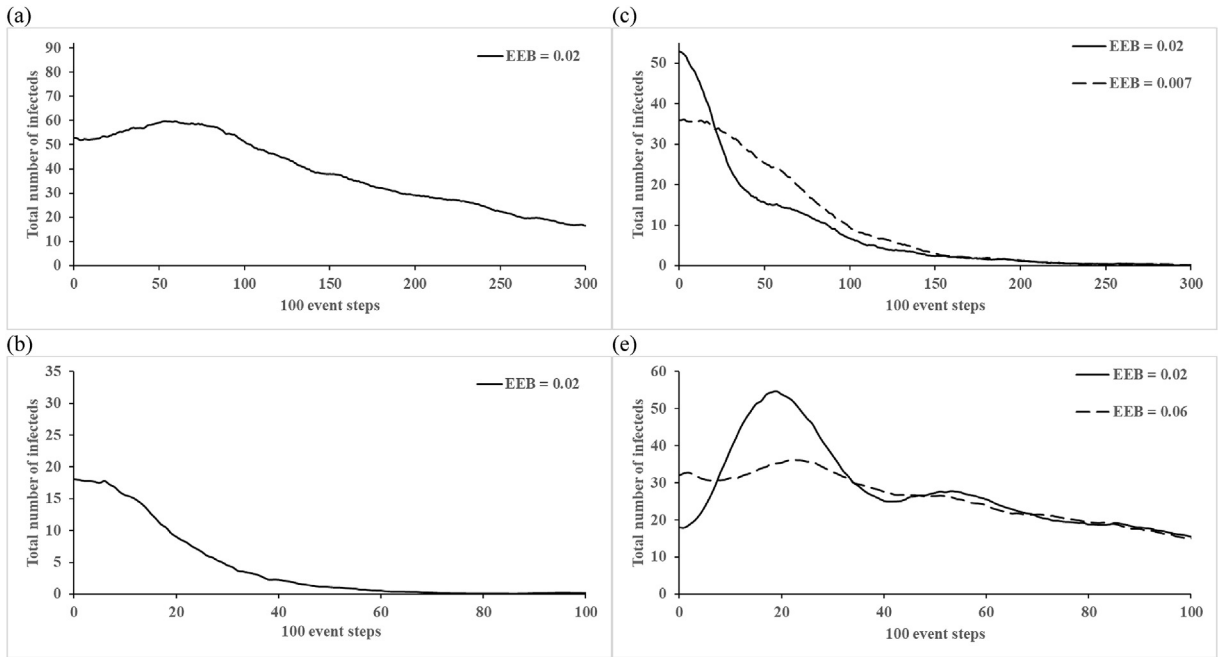 (a)
Total number of infecteds
90
80
70
60
50
40
30
20
10
0
EEB = 0.02
0 50 100 150 200 250 300
100 event steps
(c)
Total number of infecteds
50
40
30
20
10
0
EEB = 0.02
EEB = 0.007
0 50 100 150 200 250 300
100 event steps
(b)
Total number of infecteds
35
30
25
20
15
10
5
0
EEB = 0.02
0 20 40 60 80 100
100 event steps
(e)
Total number of infecteds
60
50
40
30
20
10
0
EEB = 0.02
EEB = 0.06
0 20 40 60 80 100
100 event steps